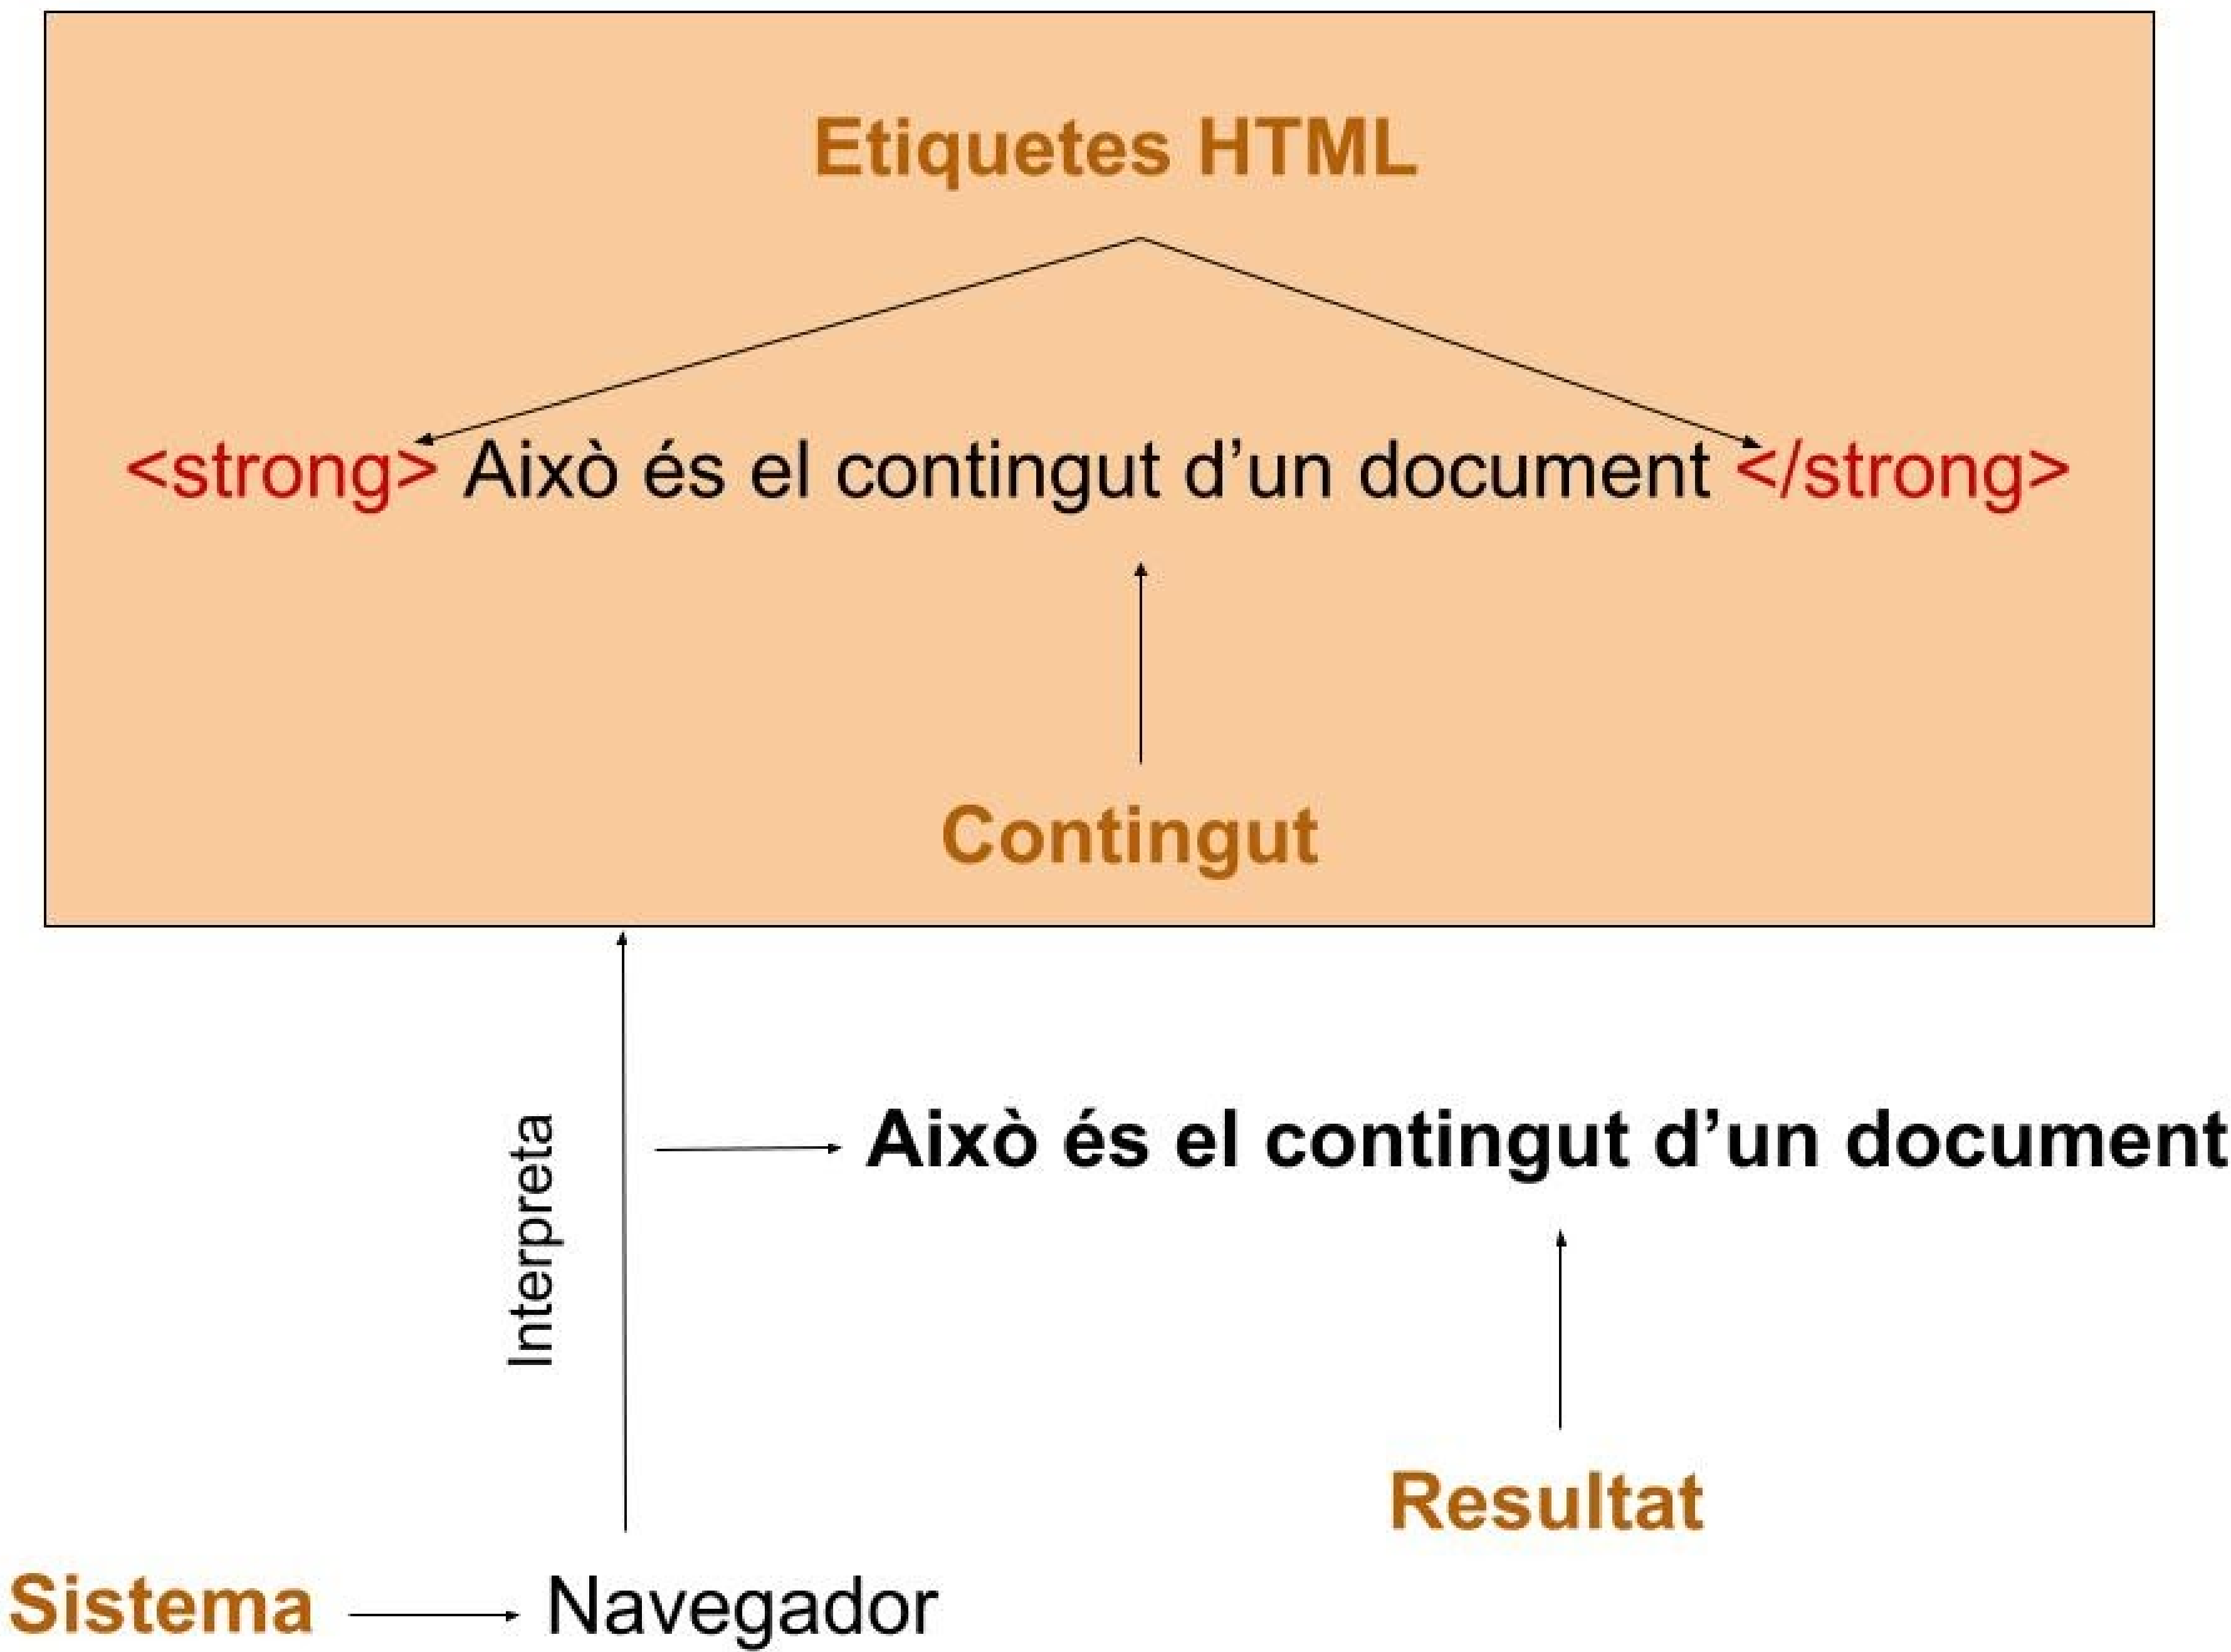 Etiquetes HTML
<strong> Això és el contingut d’un document </strong>
Contingut
Interpreta
Això és el contingut d’un document
Resultat
Sistema
Navegador